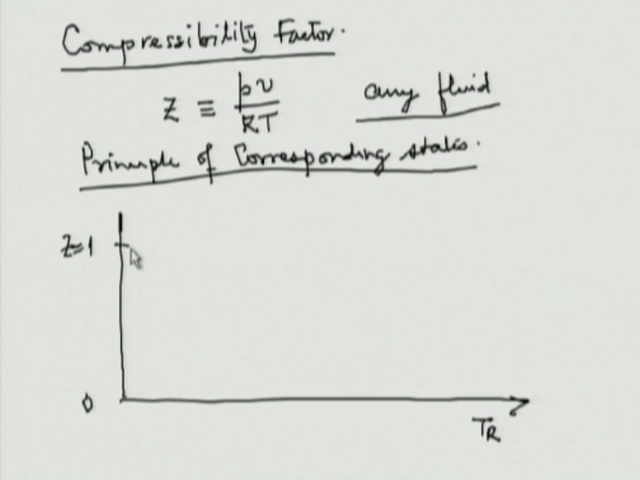 Compressibility Factor.
Z ≡ pv/RT any fluid
Principle of Corresponding states.
Z=1
0
TR